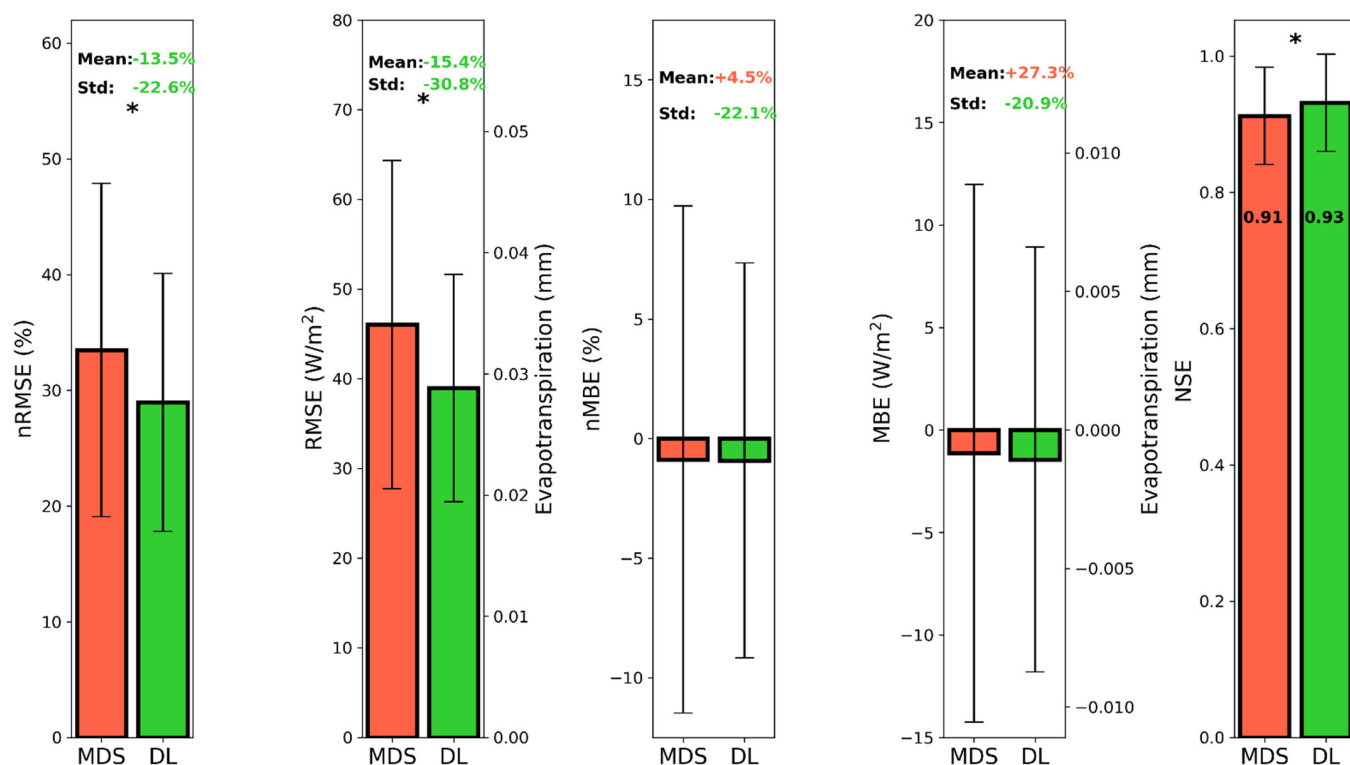 nRMSE (%)
60
50
40
30
20
10
0
Mean:-13.5%
Std: -22.6%
*
MDS DL
RMSE (W/m²)
80
70
60
50
40
30
20
10
0
Mean:-15.4%
Std: -30.8%
*
0.05
0.04
0.03
0.02
0.01
0.00
Evapotranspiration (mm)
MDS DL
nMBE (%)
15
10
5
0
−5
−10
Mean:+4.5%
Std: -22.1%
MDS DL
MBE (W/m²)
20
15
10
5
0
−5
−10
−15
Mean:+27.3%
Std: -20.9%
0.010
0.005
0.000
−0.005
−0.010
Evapotranspiration (mm)
MDS DL
NSE
1.0
0.8
0.6
0.4
0.2
0.0
*
0.91 0.93
MDS DL